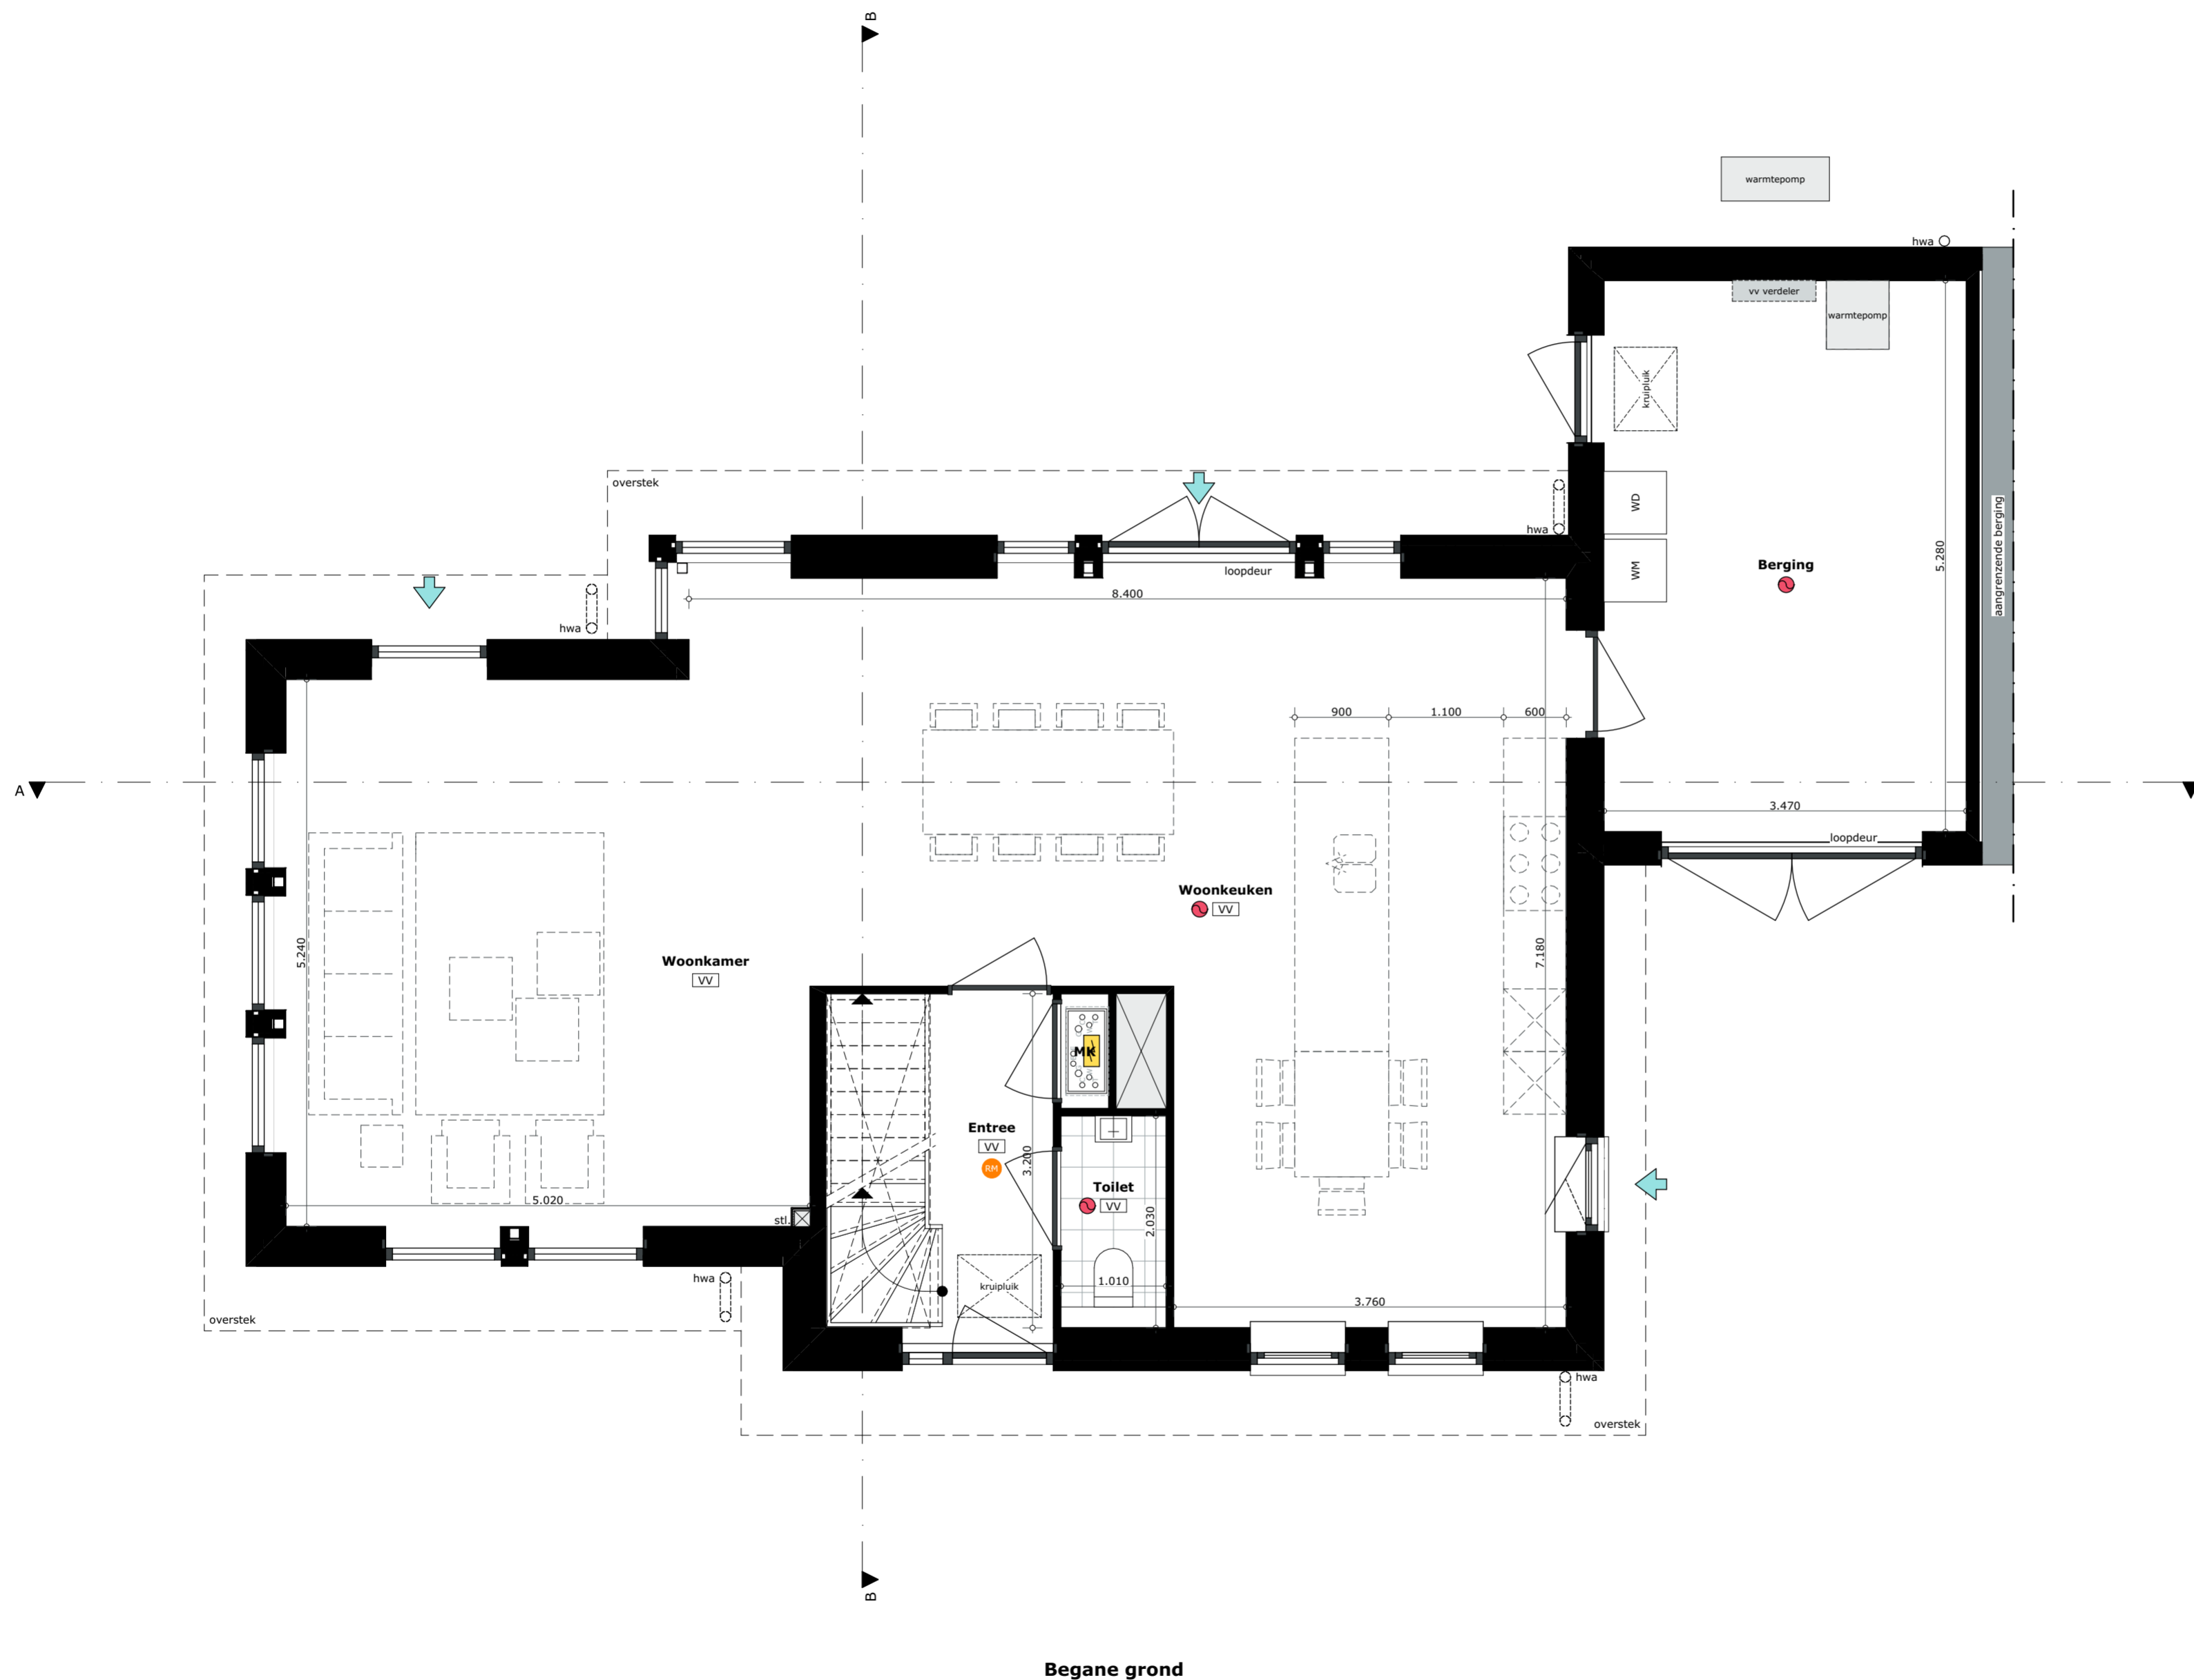 B
warmtepomp
hwa
vv verdeler
warmtepomp
kruipluik
overstek
WD
hwa
aangrenzende berging
5.280
Berging
WM
loopdeur
8.400
hwa
900
1.100
600
A
3.470
loopdeur
Woonkeuken
VV
5.240
7.180
Woonkamer
VV
MK
Entree
VV
RM
3.200
Toilet
VV
2.030
5.020
stl.
hwa
kruipluik
1.010
3.760
overstek
hwa
overstek
B
Begane grond